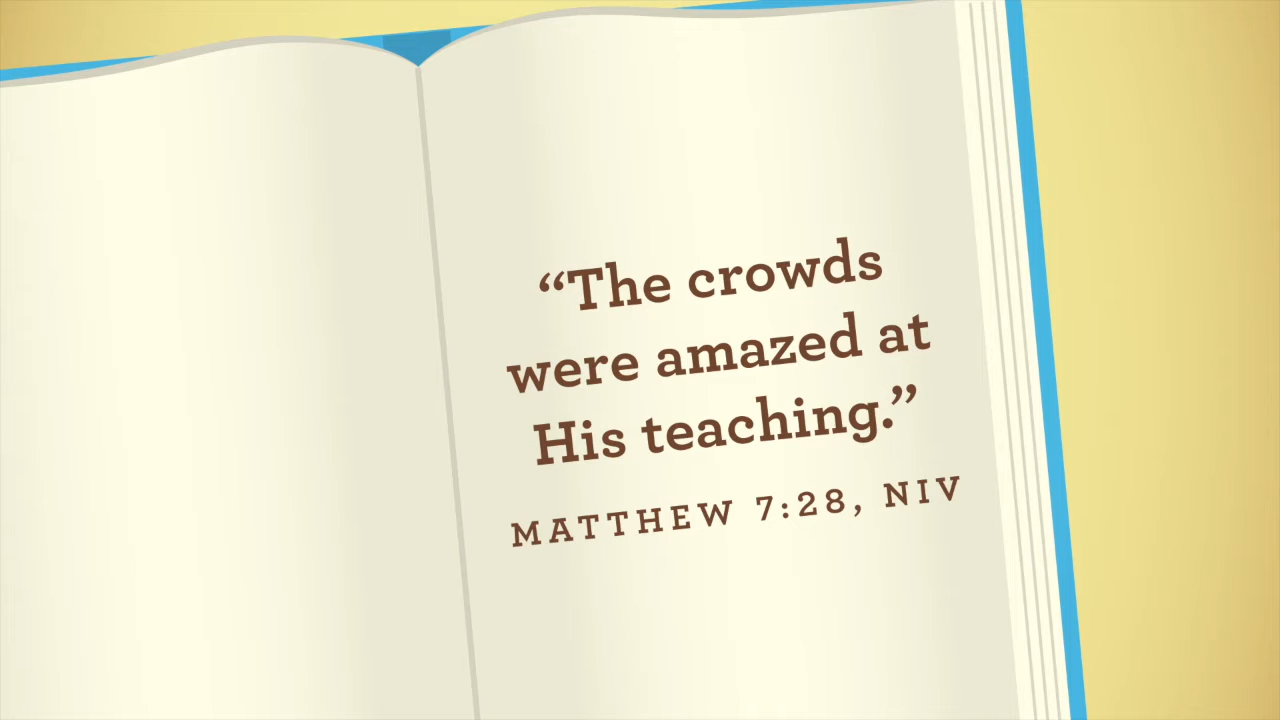 “The crowds
were amazed at
His teaching.”
MATTHEW 7:28, NIV